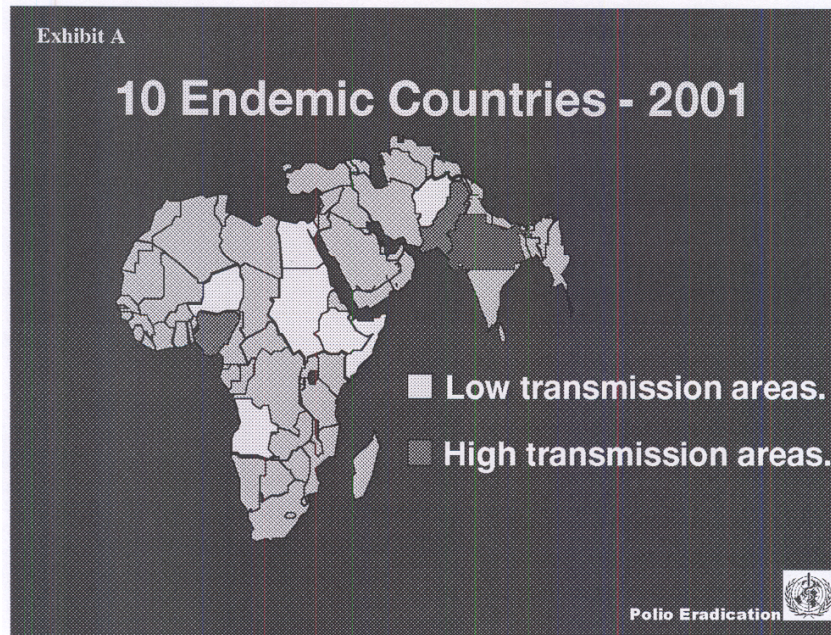 Exhibit A
10 Endemic Countries - 2001
Low transmission areas.
High transmission areas.
Polio Eradication